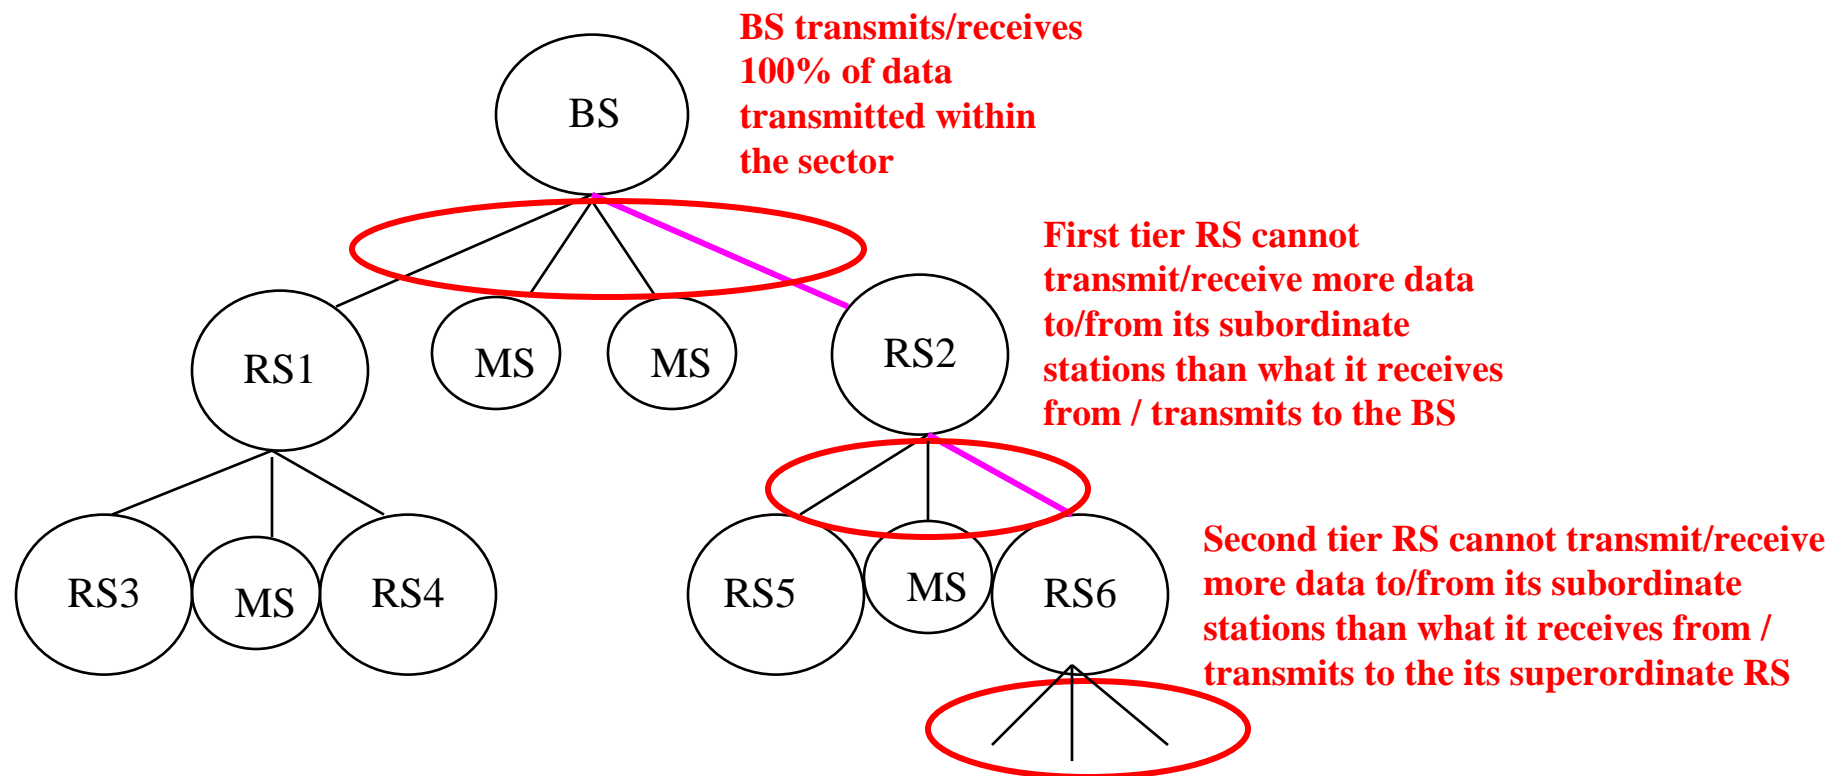 BS transmits/receives
100% of data
transmitted within
the sector
BS
First tier RS cannot
transmit/receive more data
to/from its subordinate
stations than what it receives
from / transmits to the BS
RS1
MS
MS
RS2
Second tier RS cannot transmit/receive
more data to/from its subordinate
stations than what it receives from /
transmits to the its superordinate RS
RS3
MS
RS4
RS5
MS
RS6